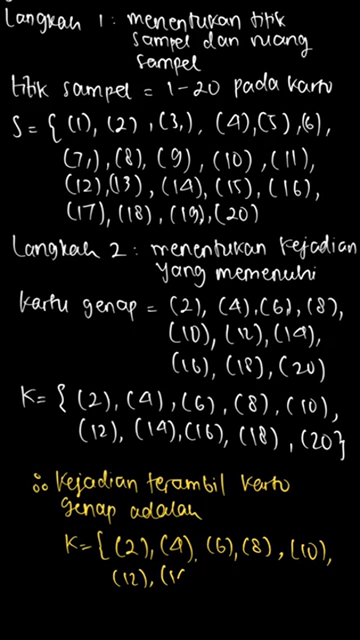 Langkah 1 : menentukan titik
sampel dan ruang
sampel
titik sampel = 1-20 pada kartu
S = { (1), (2) , (3,) , (4), (5) , (6) ,
(7,) , (8), (9) , (10) , (11) ,
(12) , (13) , (14) , (15) , (16) ,
(17) , (18) , (19) , (20)
Langkah 2 : menentukan kejadian
yang memenuhi
kartu genap = (2) , (4) , (6) , (8) ,
(10) , (12) , (14) ,
(16) , (18) , (20)
K = { (2) , (4) , (6) , (8) , (10) ,
(12) , (14) , (16) , (18) , (20) }
∴ Kejadian terambil kartu
genap adalah
K = { (2) , (4) , (6) , (8) , (10) ,
(12) , (1